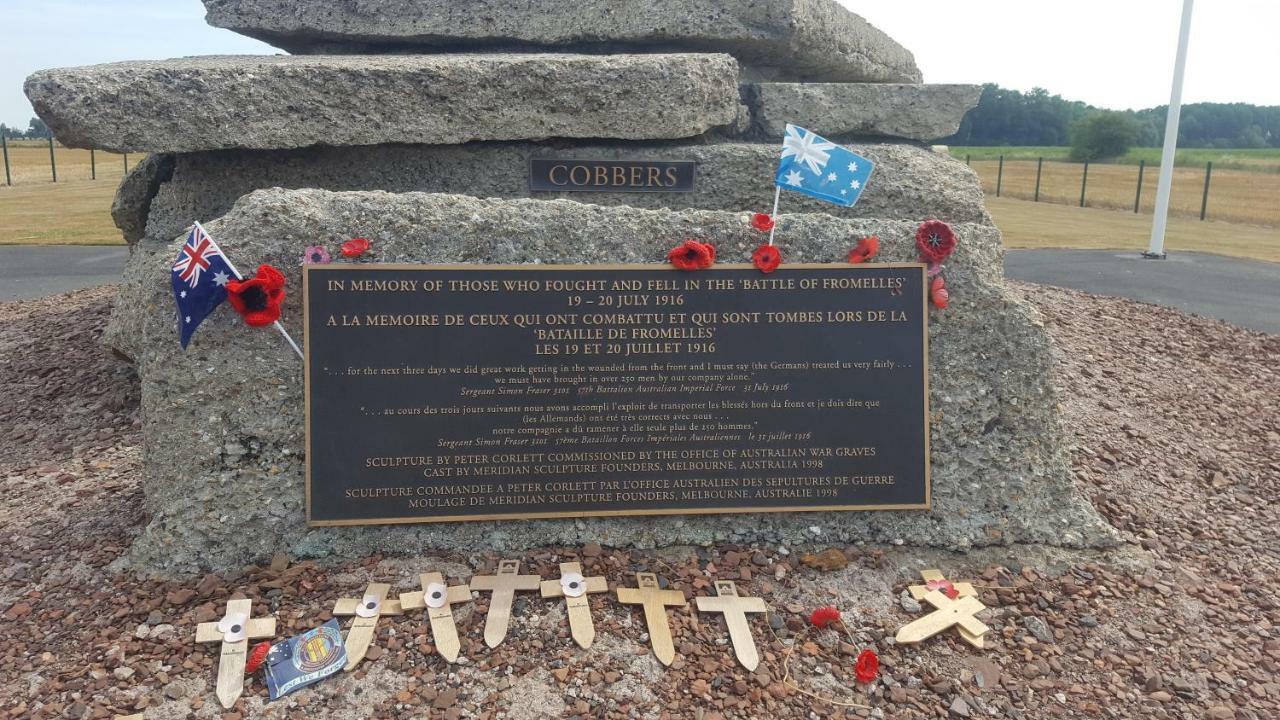 COBBERS
IN MEMORY OF THOSE WHO FOUGHT AND FELL IN THE 'BATTLE OF FROMELLES'
19 – 20 JULY 1916
A LA MEMOIRE DE CEUX QUI ONT COMBATTU ET QUI SONT TOMBES LORS DE LA
'BATAILLE DE FROMELLES'
LES 19 ET 20 JUILLET 1916
“. . . for the next three days we did great work getting in the wounded from the front and I must say (the Germans) treated us very fairly . . .
we must have brought in over 250 men by our company alone.”
Sergeant Simon Fraser 3101 57th Battalion Australian Imperial Force 31 July 1916
“. . . au cours des trois jours suivants nous avons accompli l'exploit de transporter les blessés hors du front et je dois dire que
(les Allemands) ont été très corrects avec nous . . .
notre compagnie a dû ramener à elle seule plus de 250 hommes.”
Sergeant Simon Fraser 3101 57ème Bataillon Forces Impériales Australiennes le 31 juillet 1916
SCULPTURE BY PETER CORLETT COMMISSIONED BY THE OFFICE OF AUSTRALIAN WAR GRAVES
CAST BY MERIDIAN SCULPTURE FOUNDERS, MELBOURNE, AUSTRALIA 1998
SCULPTURE COMMANDEE A PETER CORLETT PAR L'OFFICE AUSTRALIEN DES SEPULTURES DE GUERRE
MOULAGE DE MERIDIAN SCULPTURE FOUNDERS, MELBOURNE, AUSTRALIE 1998
Lest We Forget